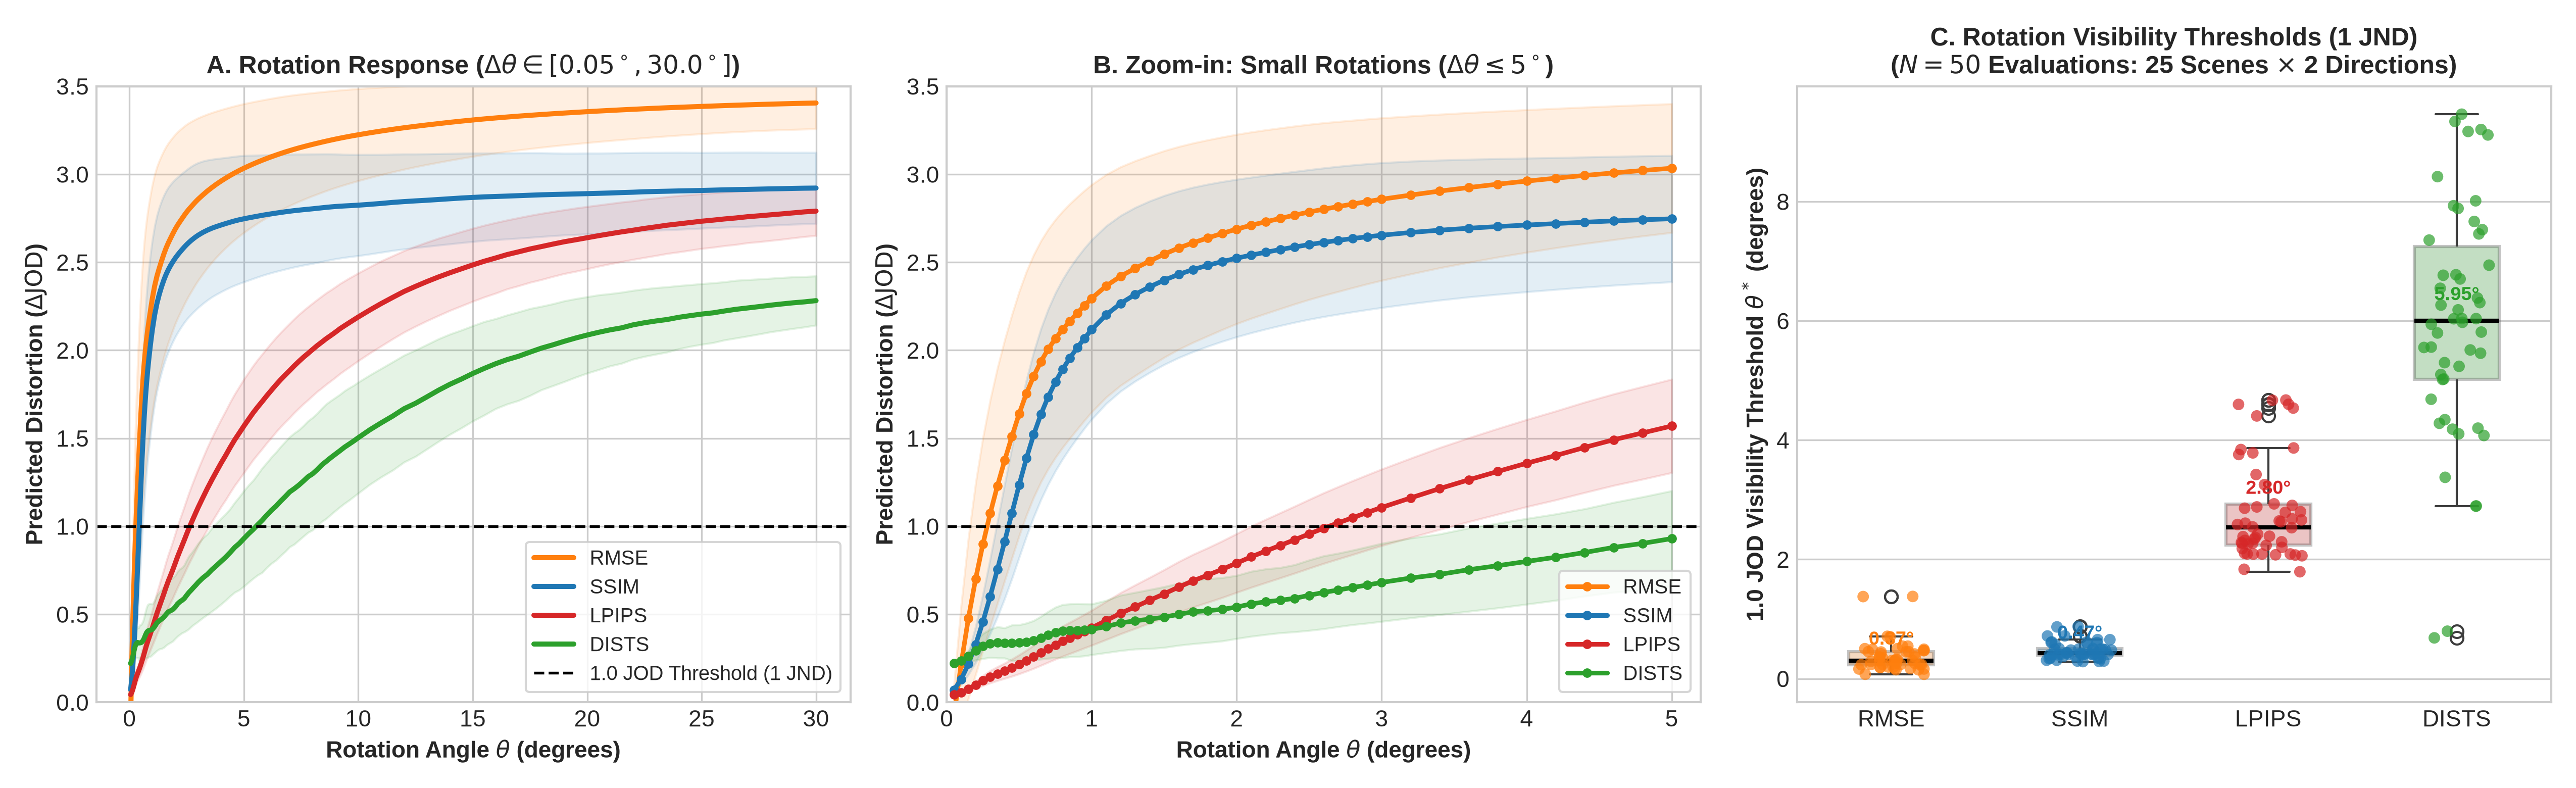 A. Rotation Response (Δθ ∈ [0.05°, 30.0°])
3.5
3.0
2.5
2.0
1.5
1.0
0.5
0.0
Predicted Distortion (ΔJOD)
RMSE
SSIM
LPIPS
DISTS
1.0 JOD Threshold (1 JND)
0 5 10 15 20 25 30
Rotation Angle θ (degrees)
B. Zoom-in: Small Rotations (Δθ ≤ 5°)
3.5
3.0
2.5
2.0
1.5
1.0
0.5
0.0
Predicted Distortion (ΔJOD)
RMSE
SSIM
LPIPS
DISTS
0 1 2 3 4 5
Rotation Angle θ (degrees)
C. Rotation Visibility Thresholds (1 JND)
(N = 50 Evaluations: 25 Scenes × 2 Directions)
8
6
4
2
0
1.0 JOD Visibility Threshold θ* (degrees)
5.95°
2.80°
RMSE SSIM LPIPS DISTS